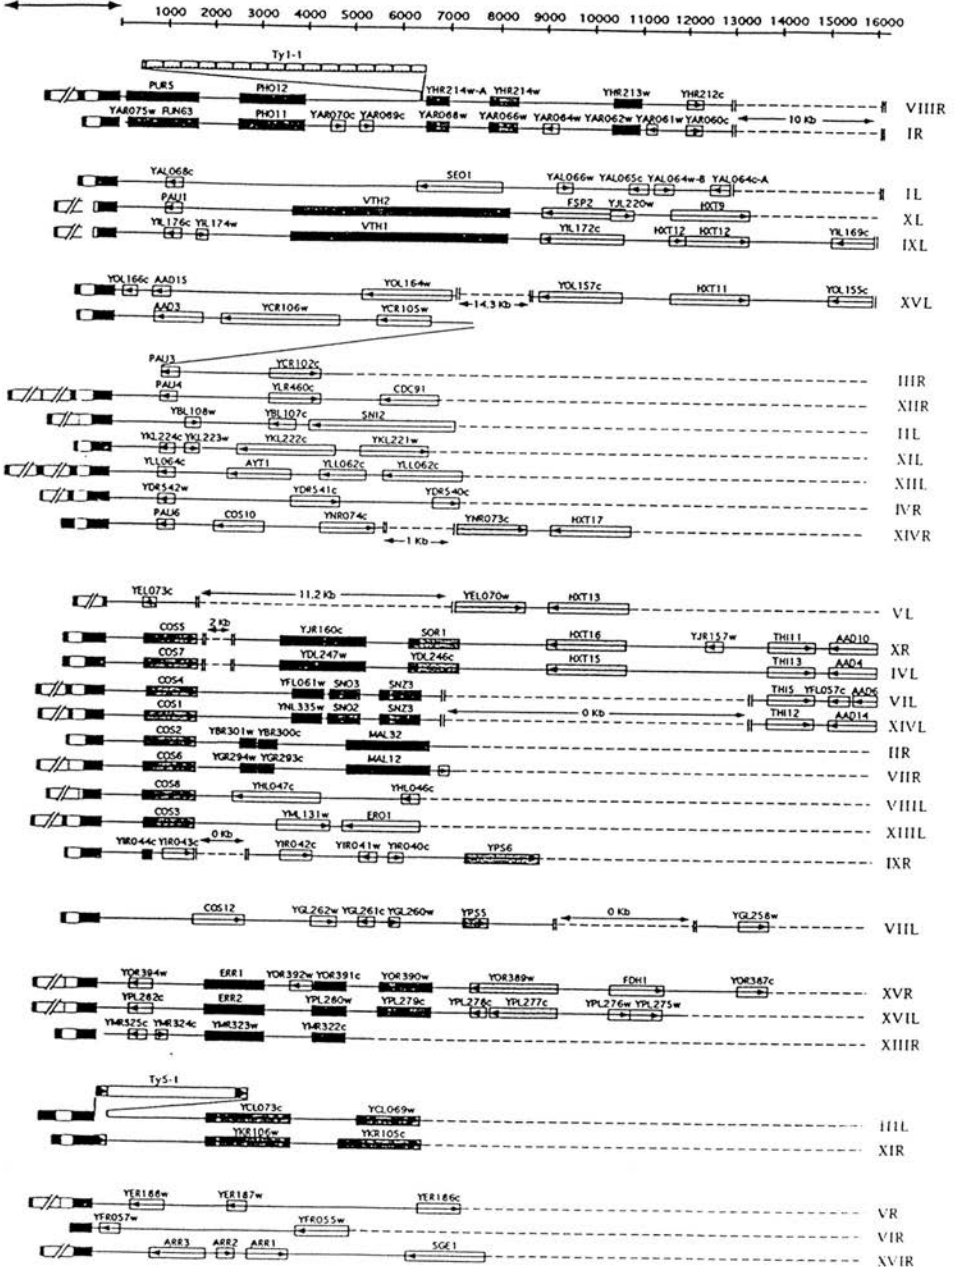 1000 2000 3000 4000 5000 6000 7000 8000 9000 10000 11000 12000 13000 14000 15000 16000
Ty1-1
PUR5 PHO12 YHR214w-A YHR214w YHR213w YHR212c VIIIR
YAR075w FUN63 PHO11 YAR070c YAR069c YAR068w YAR066w YAR064w YAR062w YAR061w YAR060c 10 Kb IR
YAL068c SEO1 YAL066w YAL065c YAL064w-B YAL064c-A IL
PAU1 VTH2 FSP2 YJL220w HXT9 XL
YIL176c YIL174w VTH1 YIL172c HXT12 HXT12 YIL169c IXL
YOL166c AAD15 YOL164w 14.3 Kb YOL157c HXT11 YOL155c XVL
AAD3 YCR106w YCR105w
PAU3 YCR102c IIIR
PAU4 YLR460c CDC91 XIIR
YBL108w YBL107c SNI2 IIL
YKL224c YKL223w YKL222c YKL221w XIL
YLL064c AYT1 YLL062c YLL062c XIIL
YDR542w YDR541c YDR540c IVR
PAU6 COS10 YNR074c 1 Kb YNR073c HXT17 XIVR
YEL073c 11.2 Kb YEL070w HXT13 VL
COS5 2 Kb YJR160c SOR1 HXT16 YJR157w THI11 AAD10 XR
COS7 YDL247w YDL246c HXT15 THI13 AAD4 IVL
COS4 YFL061w SNO3 SNZ3 THI5 YFL057c AAD6 VIL
COS1 YNL335w SNO2 SNZ3 0 Kb THI12 AAD14 XIVL
COS2 YBR301w YBR300c MAL32 IIR
COS6 YGR294w YGR293c MAL12 VIIR
COS8 YHL047c YHL046c VIIIL
COS3 YML131w ERO1 XIIIL
YIR044c YIR043c 0 Kb YIR042c YIR041w YIR040c YPS6 IXR
COS12 YGL262w YGL261c YGL260w YPS5 0 Kb YGL258w VIIL
YOR394w ERR1 YOR392w YOR391c YOR390w YOR389w FDH1 YOR387c XVR
YPL282c ERR2 YPL280w YPL279c YPL278c YPL277c YPL276w YPL275w XVIL
YMR325c YMR324c YMR323w YMR322c XIIIR
Ty5-1
YCL073c YCL069w IIIL
YKR106w YKR105c XIR
YER188w YER187w YER186c VR
YFR057w YFR055w VIR
ARR3 ARR2 ARR1 SGE1 XVIR